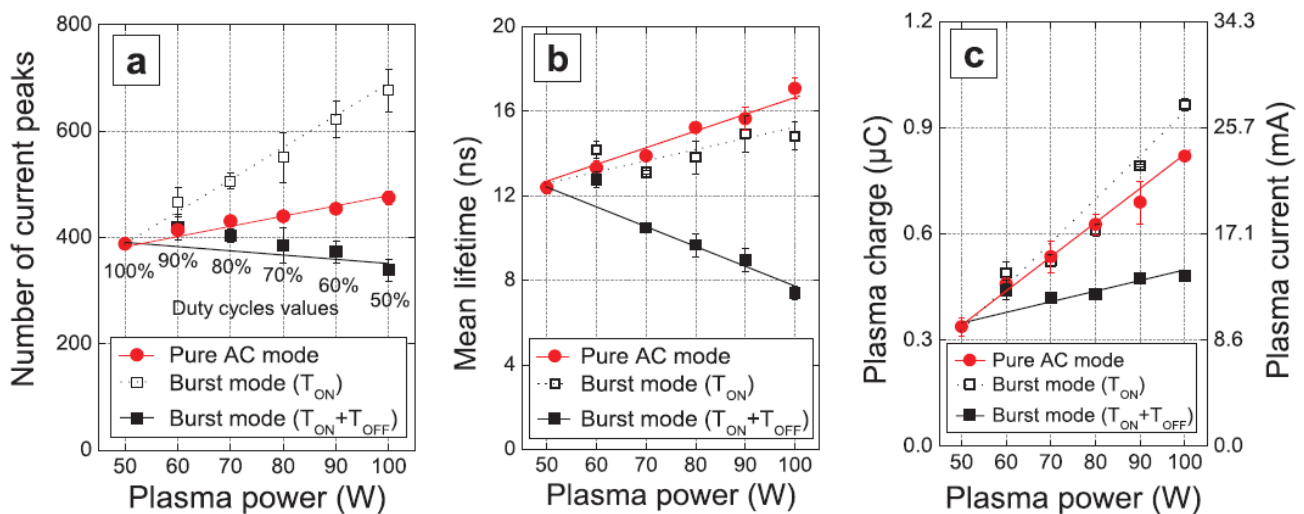 a
Number of current peaks
800
600
400
200
0
100%
90%
80%
70%
60%
50%
Duty cycles values
Pure AC mode
Burst mode (TON)
Burst mode (TON+TOFF)
50 60 70 80 90 100
Plasma power (W)
b
Mean lifetime (ns)
20
16
12
8
4
0
Pure AC mode
Burst mode (TON)
Burst mode (TON+TOFF)
50 60 70 80 90 100
Plasma power (W)
c
Plasma charge (µC)
1.2
0.9
0.6
0.3
0.0
Pure AC mode
Burst mode (TON)
Burst mode (TON+TOFF)
50 60 70 80 90 100
Plasma power (W)
34.3
25.7
17.1
8.6
0.0
Plasma current (mA)